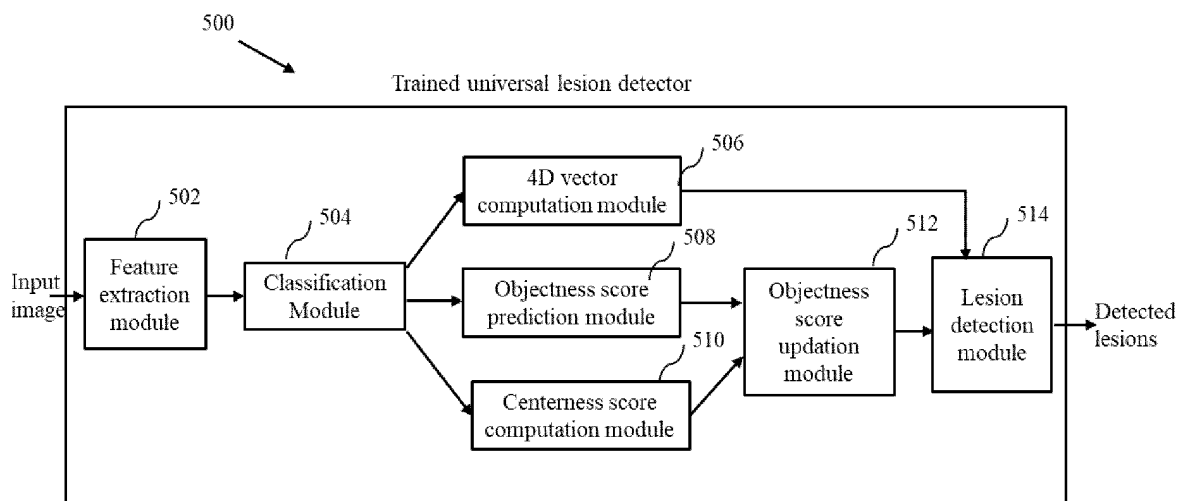 500
Trained universal lesion detector
506
4D vector
computation module
502
504
512
514
Input
image
Feature
extraction
module
Classification
Module
508
Objectness score
prediction module
Objectness
score
updation
module
Lesion
detection
module
Detected
lesions
510
Centerness score
computation module